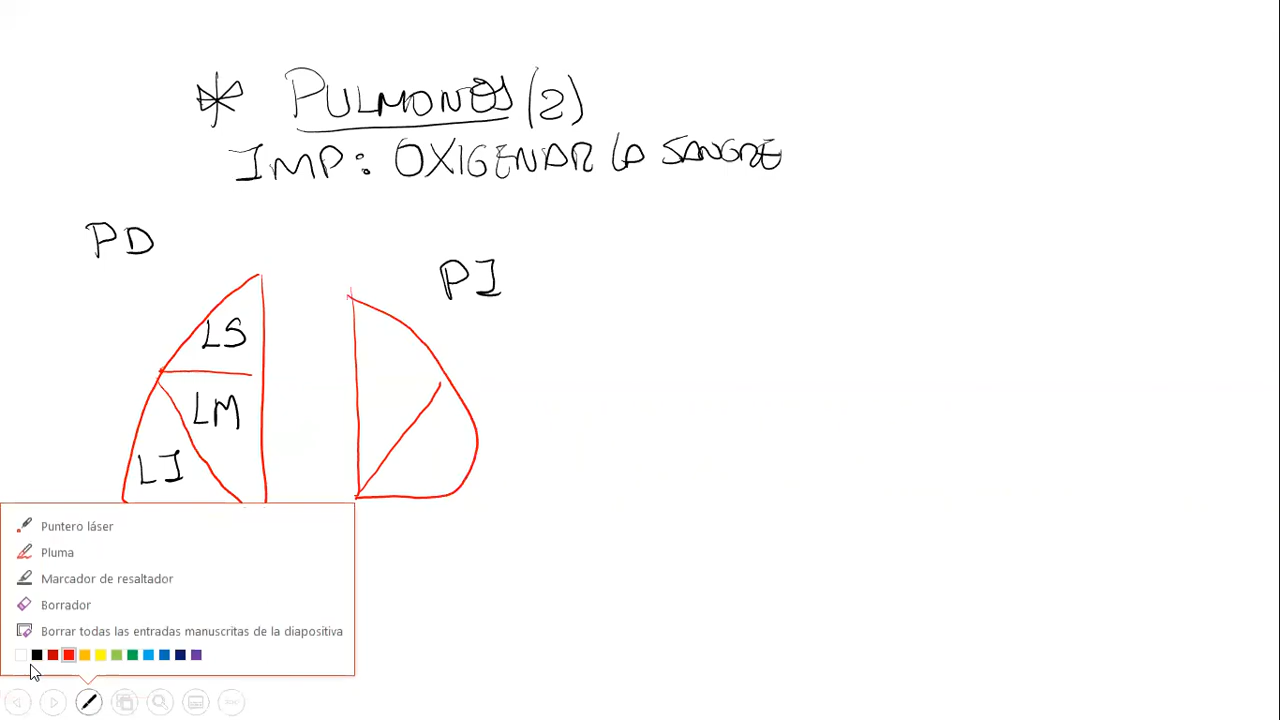 * PULMONES (2)
IMP: OXIGENAR LA SANGRE
PD
PI
LS
LM
LI
Puntero láser
Pluma
Marcador de resaltador
Borrador
Borrar todas las entradas manuscritas de la diapositiva